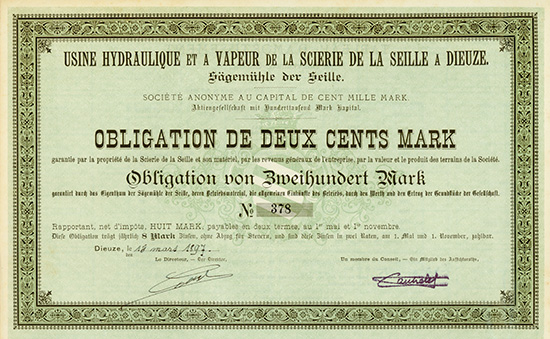 USINE HYDRAULIQUE ET A VAPEUR DE LA SCIERIE DE LA SEILLE A DIEUZE.
Sägemühle der Seille.
SOCIÉTÉ ANONYME AU CAPITAL DE CENT MILLE MARK.
Aktiengesellschaft mit Hunderttausend Mark Kapital.
OBLIGATION DE DEUX CENTS MARK
garantie par la propriété de la Scierie de la Seille et son matériel, par les revenus généraux de l'entreprise, par la valeur et le produit des terrains de la Société.
Obligation von Zweihundert Mark
garantirt durch das Eigenthum der Sägemühle der Seille, deren Betriebsmaterial, die allgemeinen Einkünfte des Betriebs, durch den Werth und den Ertrag der Grundstücke der Gesellschaft.
No 378
Rapportant, net d'impôts, HUIT MARK, payables en deux termes, au 1er mai et 1er novembre.
Diese Obligation trägt jährlich 8 Mark Zinsen, ohne Abzug für Steuern, und sind diese Zinsen in zwei Raten, am 1. Mai und 1. November, zahlbar.
Dieuze, le 13 mars 1897.
den
Le Directeur, — Der Direktor, Un membre du Conseil, — Ein Mitglied des Aufsichtsraths,